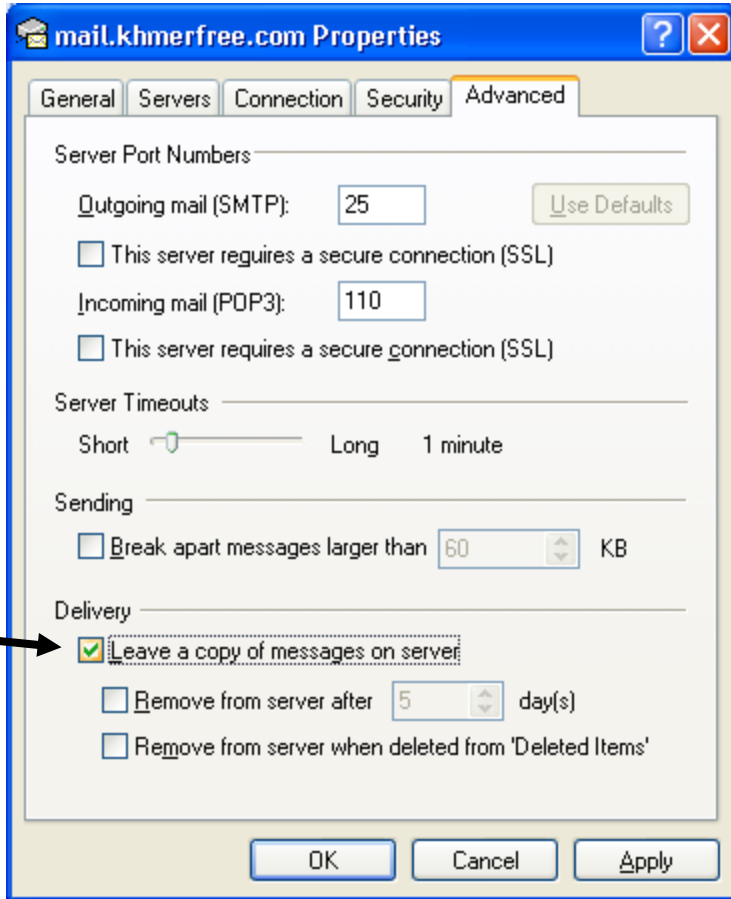 mail.khmerfree.com Properties
General Servers Connection Security Advanced
Server Port Numbers
Outgoing mail (SMTP): 25 Use Defaults
This server requires a secure connection (SSL)
Incoming mail (POP3): 110
This server requires a secure connection (SSL)
Server Timeouts
Short Long 1 minute
Sending
Break apart messages larger than 60 KB
Delivery
Leave a copy of messages on server
Remove from server after 5 day(s)
Remove from server when deleted from 'Deleted Items'
OK Cancel Apply